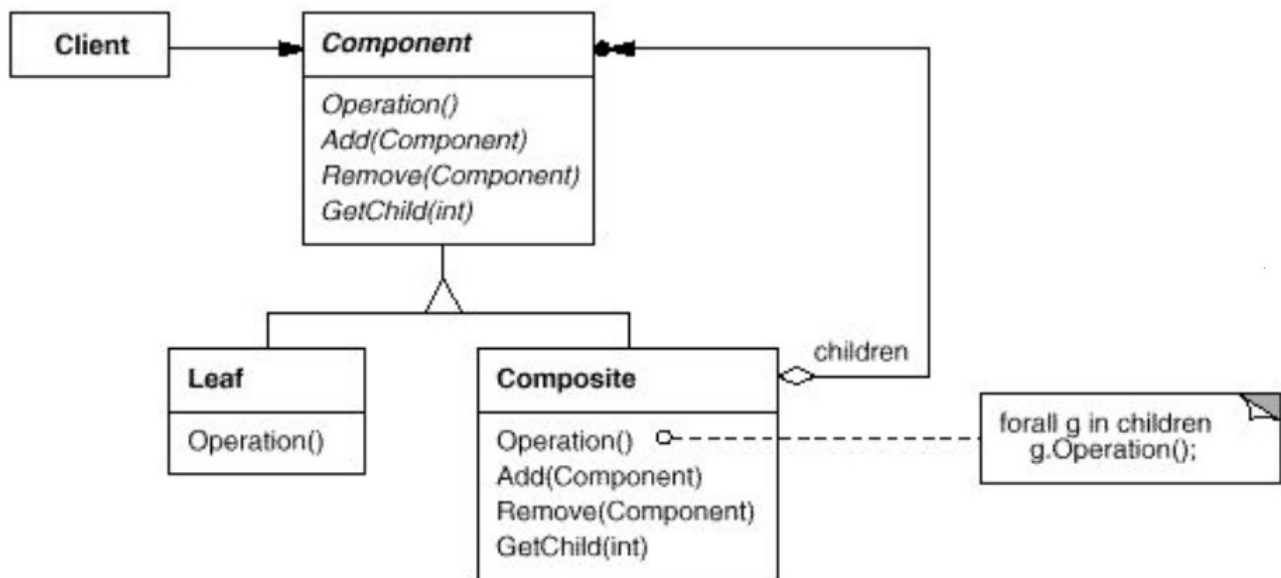 Client
Component
Operation()
Add(Component)
Remove(Component)
GetChild(int)
children
Leaf
Operation()
Composite
Operation()
Add(Component)
Remove(Component)
GetChild(int)
forall g in children
g.Operation();